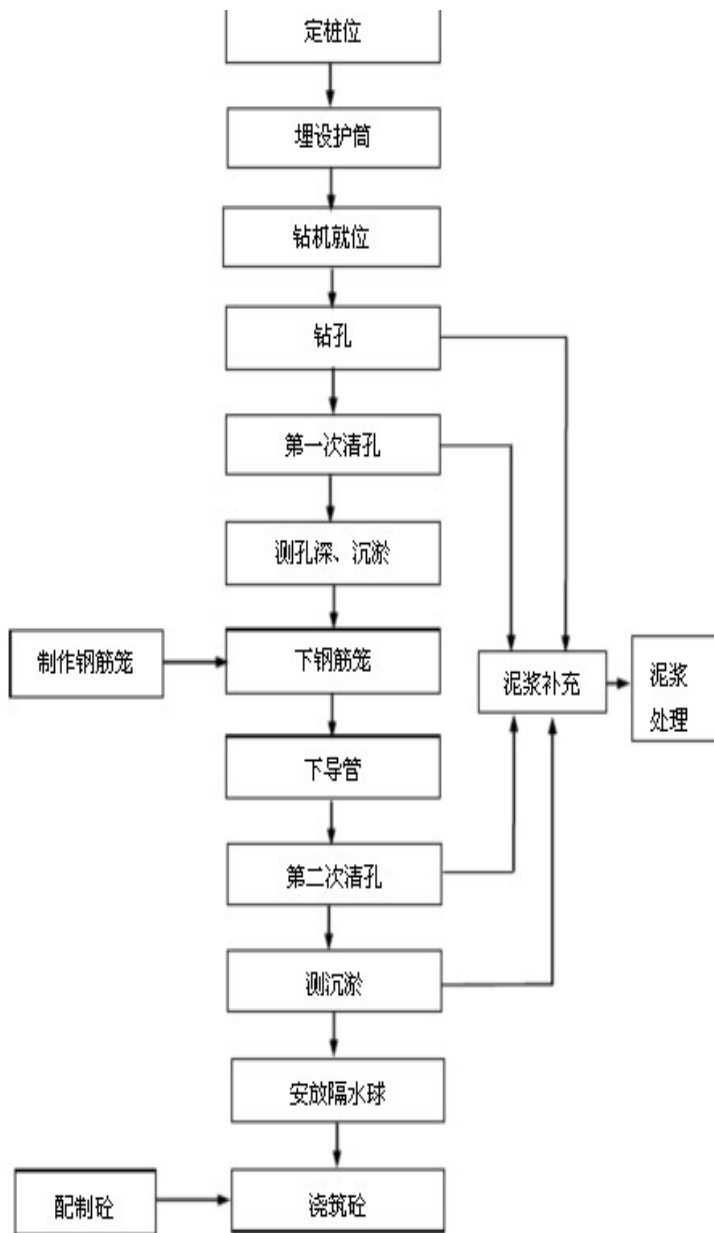 定桩位
埋设护筒
钻机就位
钻孔
第一次清孔
测孔深、沉淤
制作钢筋笼
下钢筋笼
泥浆补充
泥浆
处理
下导管
第二次清孔
测沉淤
安放隔水球
配制砼
浇筑砼